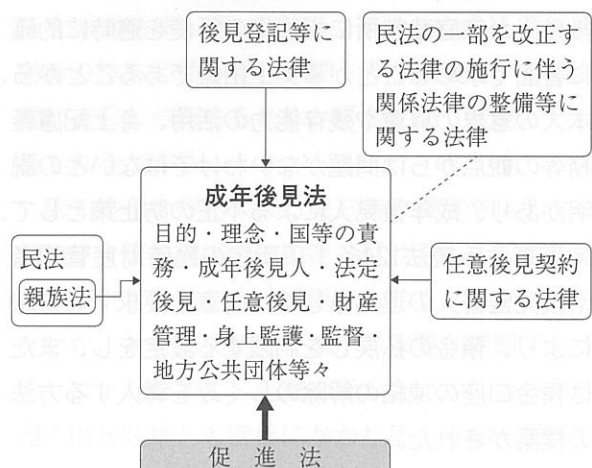 後見登記等に
関する法律
民法の一部を改正す
る法律の施行に伴う
関係法律の整備等に
関する法律
成年後見法
目的・理念・国等の責
務・成年後見人・法定
後見・任意後見・財産
管理・身上監護・監督・
地方公共団体等々
民法
親族法
任意後見契約
に関する法律
促進法